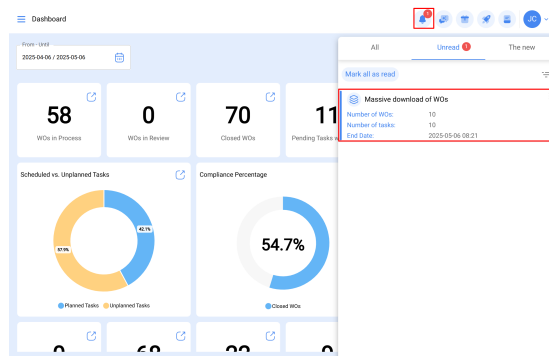 Dashboard
1
JC
From - Until
2025-04-06 / 2025-05-06
All
Unread 1
The new
Mark all as read
Massive download of WOs
Number of WOs: 10
Number of tasks: 10
End Date: 2025-05-06 08:21
58
WOs in Process
0
WOs in Review
70
Closed WOs
11
Pending Tasks
Scheduled vs. Unplanned Tasks
42.1%
57.9%
Planned Tasks
Unplanned Tasks
Compliance Percentage
54.7%
Closed WOs